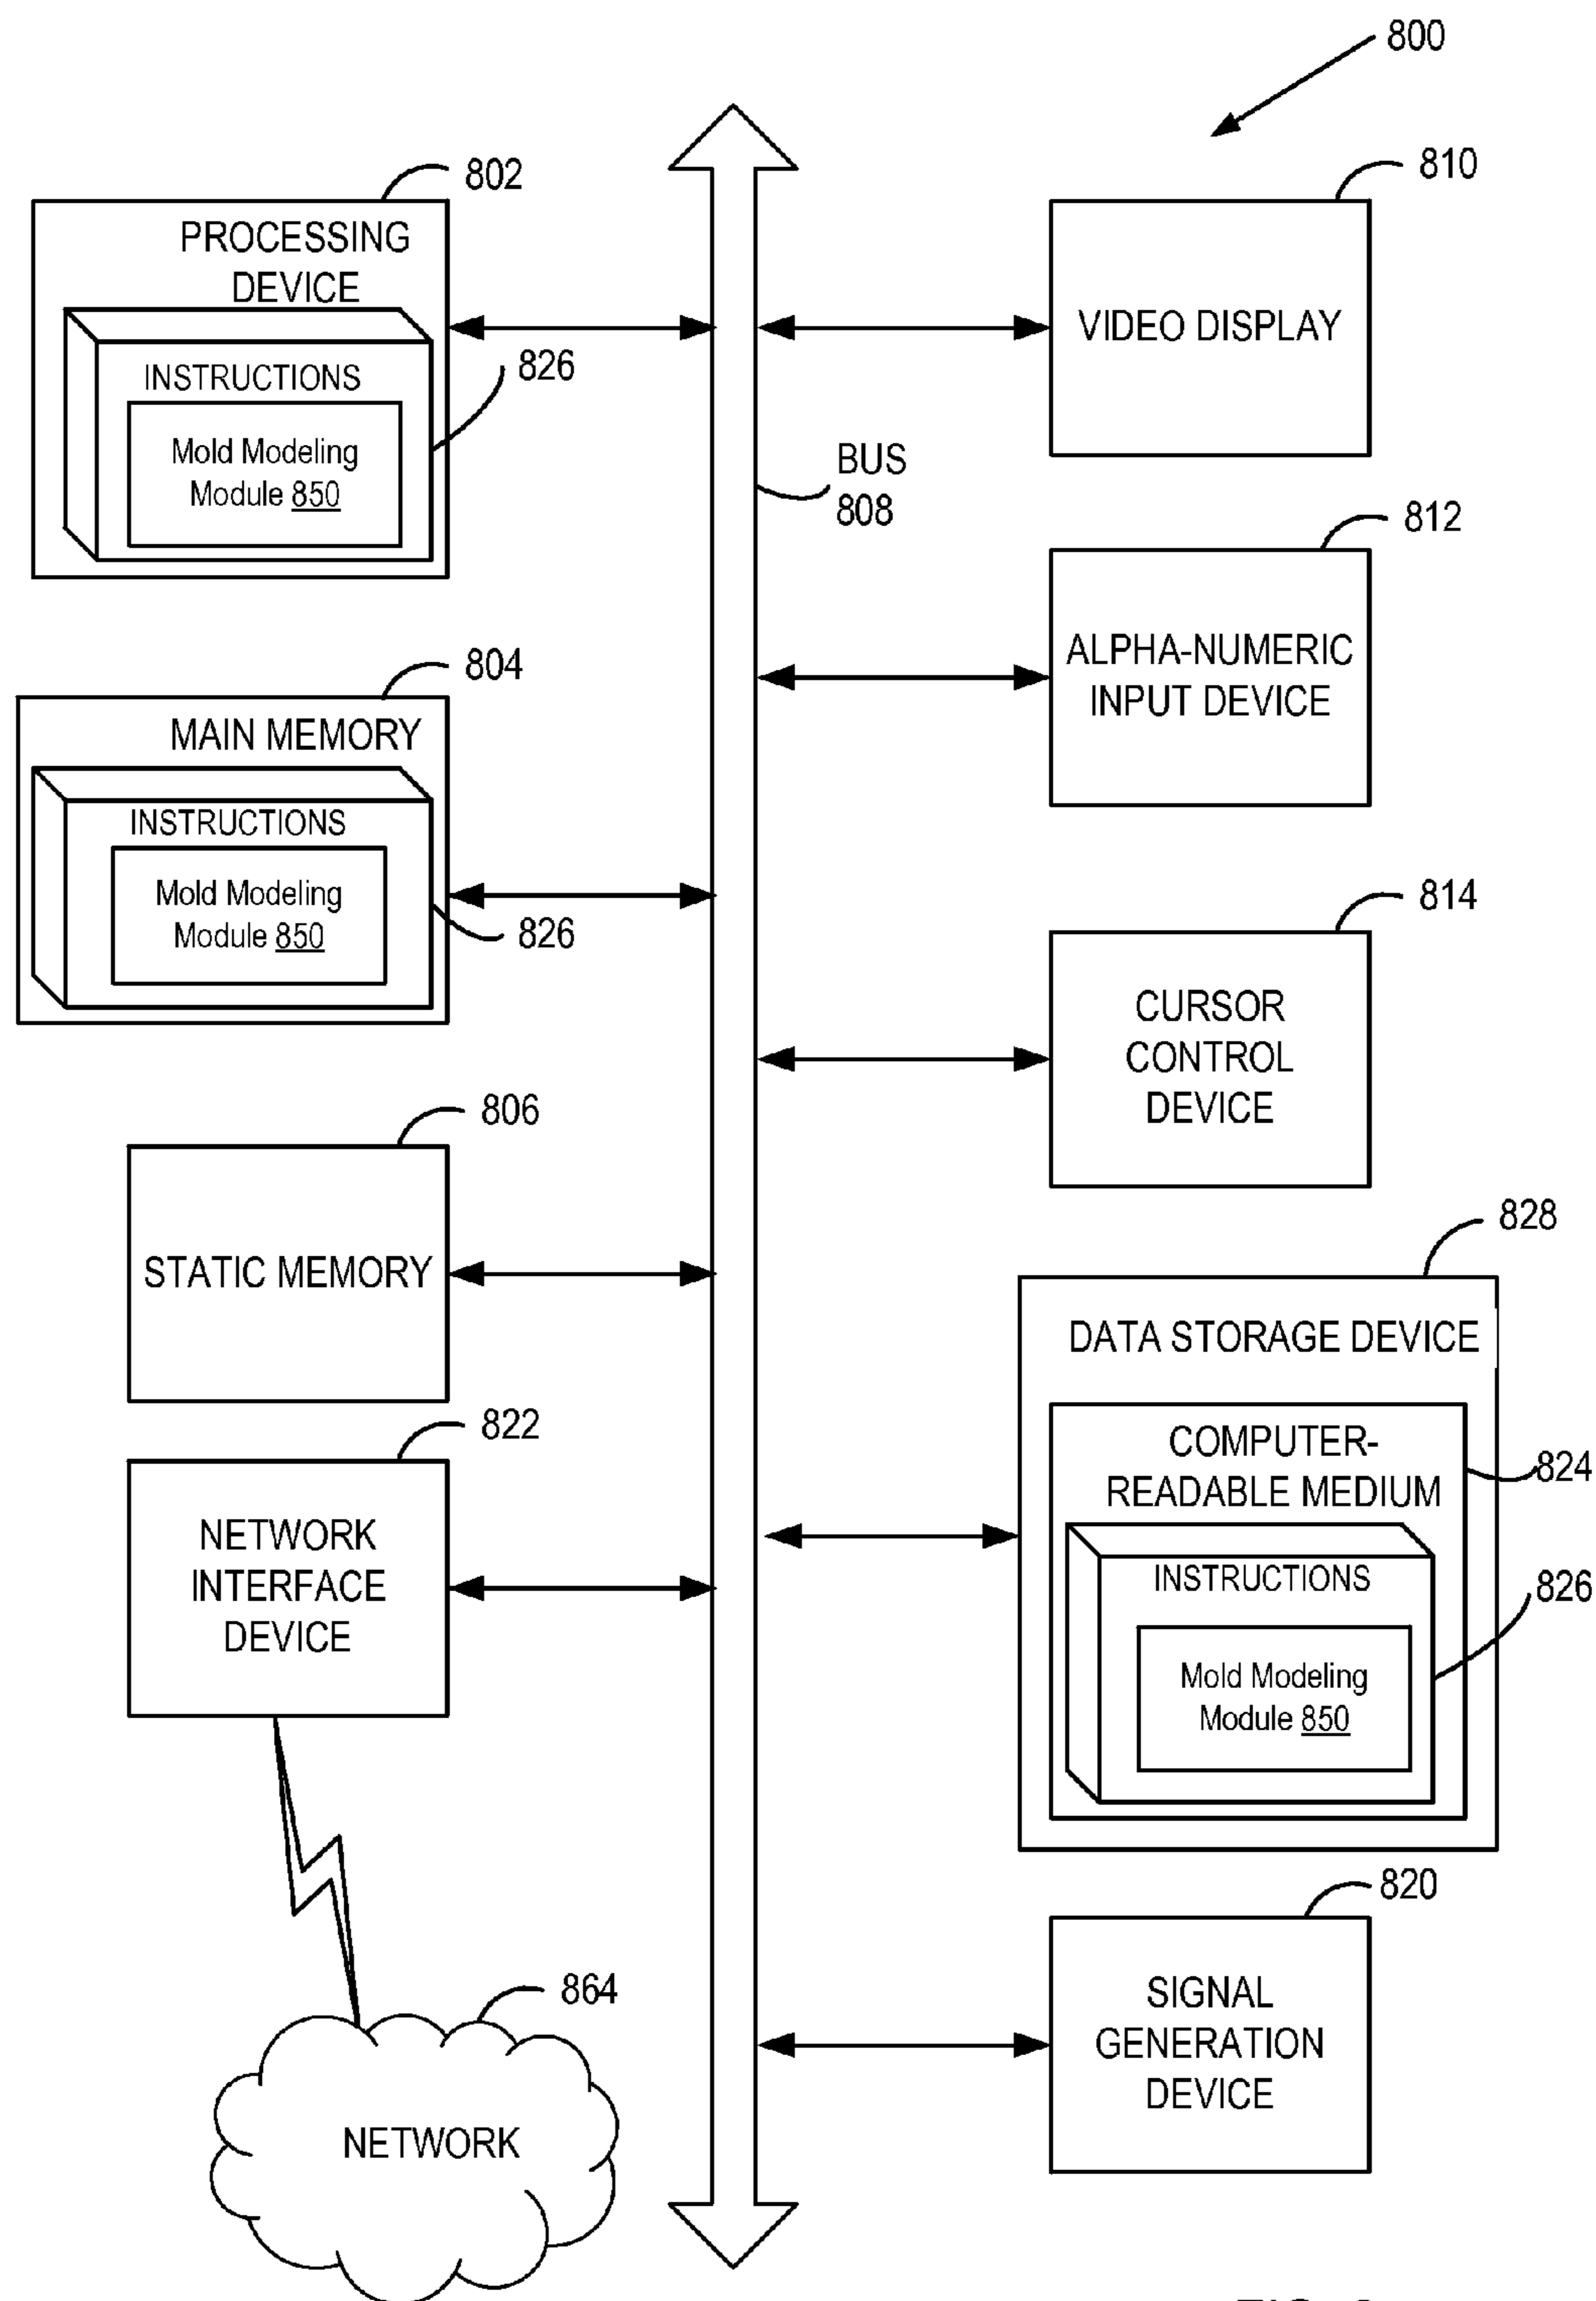 800
802
PROCESSING
DEVICE
INSTRUCTIONS
826
Mold Modeling
Module 850
804
MAIN MEMORY
INSTRUCTIONS
Mold Modeling
Module 850
826
806
STATIC MEMORY
822
NETWORK
INTERFACE
DEVICE
864
NETWORK
BUS
808
810
VIDEO DISPLAY
812
ALPHA-NUMERIC
INPUT DEVICE
814
CURSOR
CONTROL
DEVICE
828
DATA STORAGE DEVICE
COMPUTER-
READABLE MEDIUM
824
INSTRUCTIONS
826
Mold Modeling
Module 850
820
SIGNAL
GENERATION
DEVICE